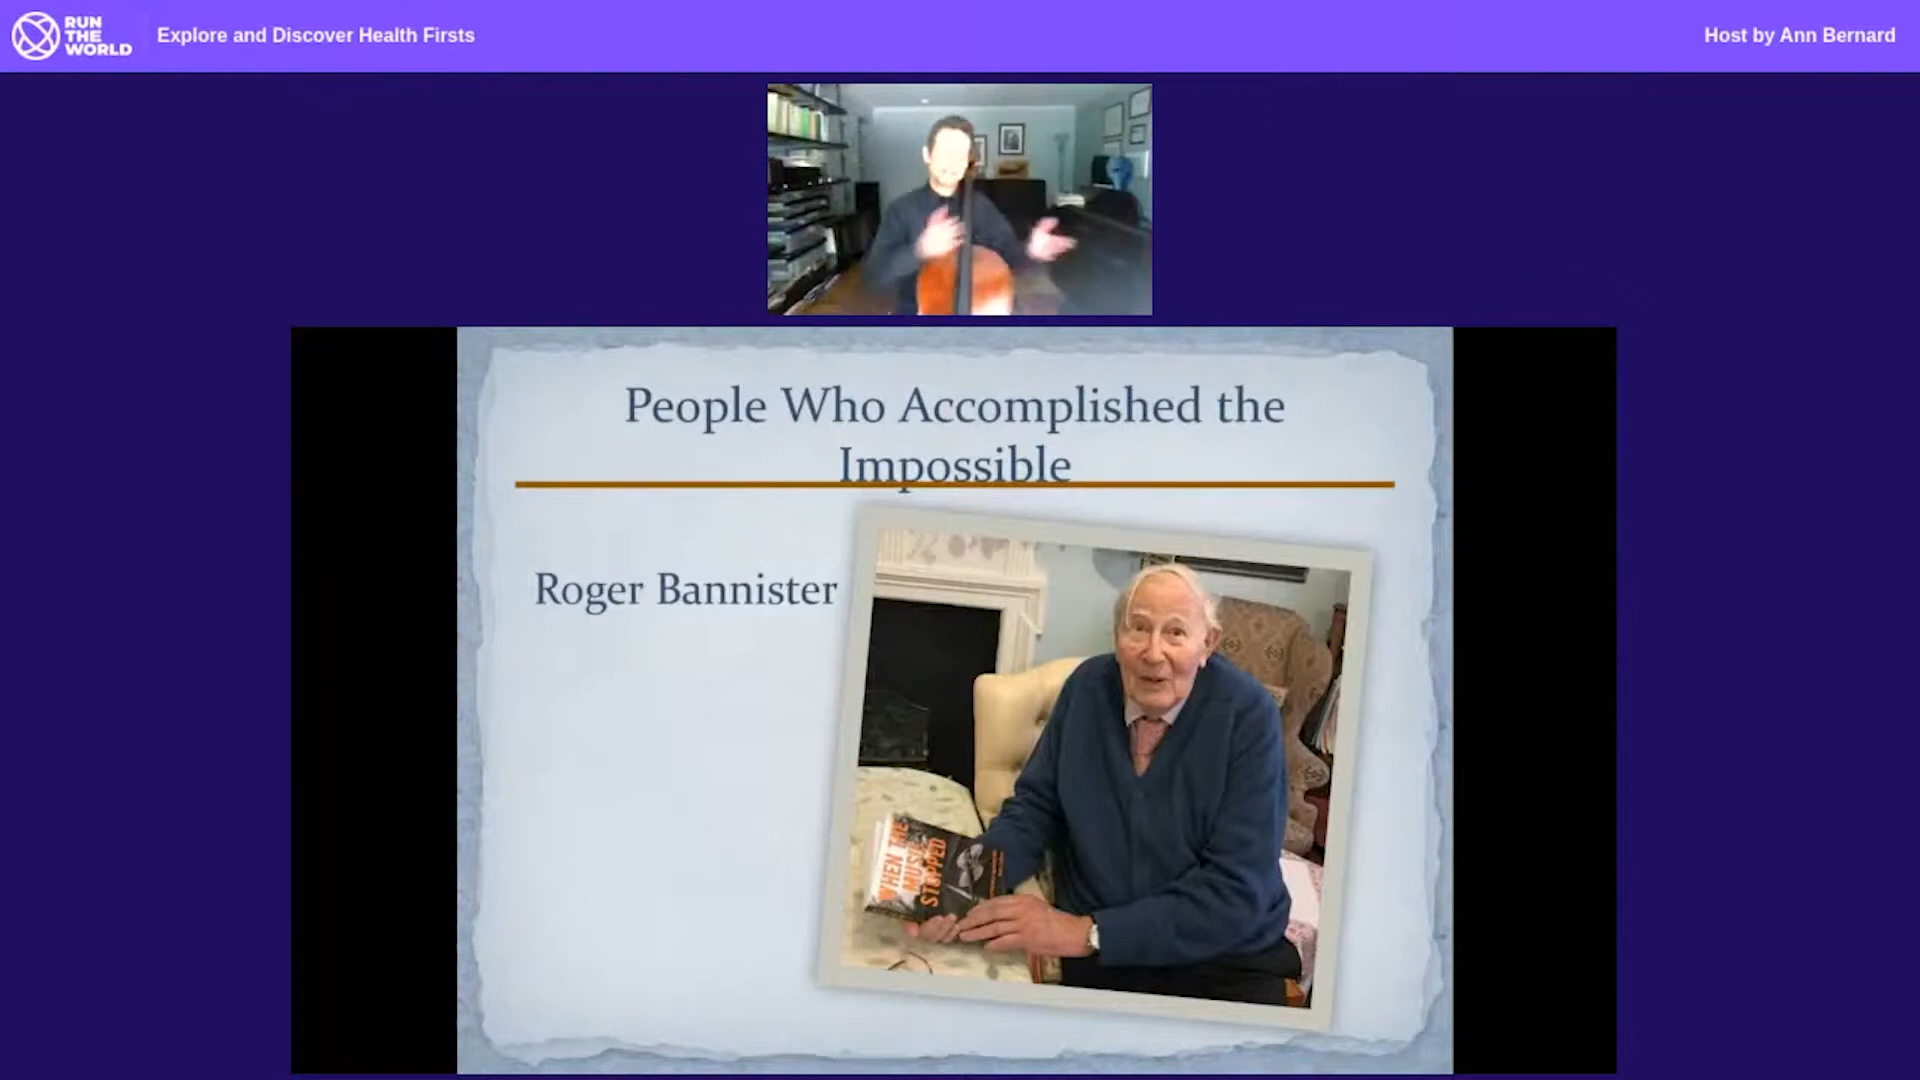 RUN
THE
WORLD
Explore and Discover Health Firsts
Host by Ann Bernard
People Who Accomplished the
Impossible
Roger Bannister
WHEN THE
MUSIC
STOPPED